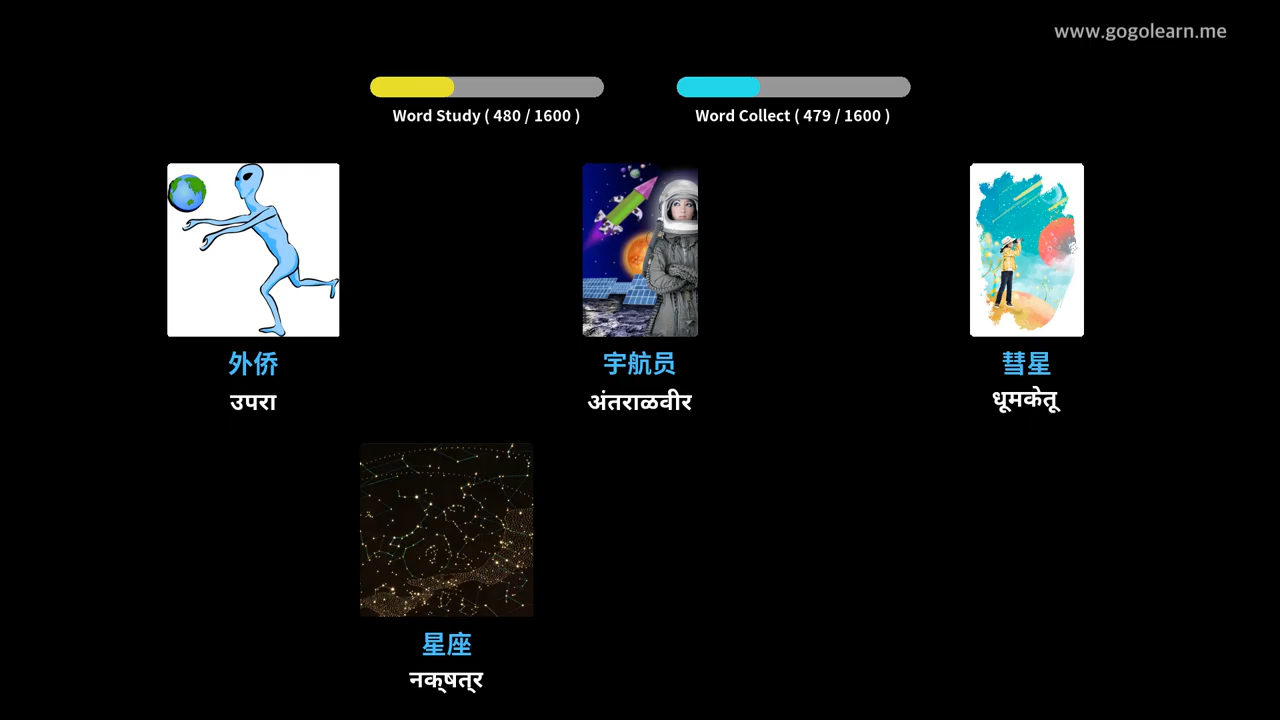 www.gogolearn.me
Word Study ( 480 / 1600 )
Word Collect ( 479 / 1600 )
外侨
उपरा
宇航员
अंतराळवीर
彗星
धूमकेतू
星座
नक्षत्र